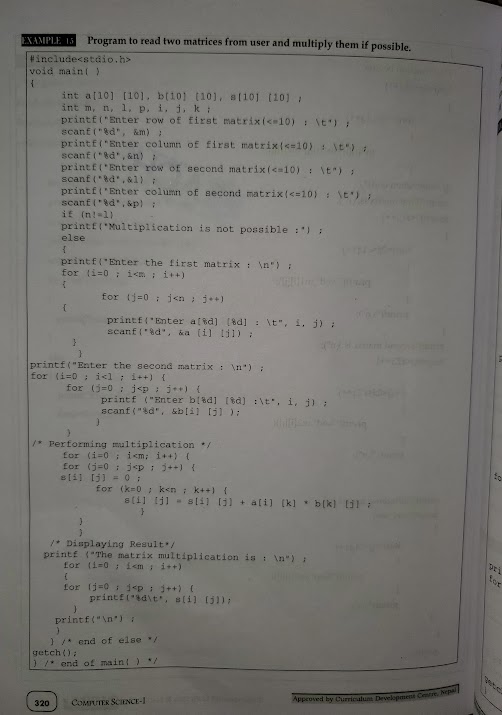 EXAMPLE 15 Program to read two matrices from user and multiply them if possible.
#include<stdio.h>
void main( )
{
int a[10] [10], b[10] [10], s[10] [10] ;
int m, n, l, p, i, j, k ;
printf("Enter row of first matrix(<=10) : \t") ;
scanf("%d", &m) ;
printf("Enter column of first matrix(<=10) : \t") ;
scanf("%d",&n) ;
printf("Enter row of second matrix(<=10) : \t") ;
scanf("%d",&l) ;
printf("Enter column of second matrix(<=10) : \t") ;
scanf("%d",&p) ;
if (n!=l)
printf("Multiplication is not possible :") ;
else
{
printf("Enter the first matrix : \n") ;
for (i=0 ; i<m ; i++)
{
for (j=0 ; j<n ; j++)
{
printf("Enter a[%d] [%d] : \t", i, j) ;
scanf("%d", &a [i] [j]) ;
}
}
printf("Enter the second matrix : \n") ;
for (i=0 ; i<l ; i++) {
for (j=0 ; j<p ; j++) {
printf ("Enter b[%d] [%d] :\t", i, j) ;
scanf("%d", &b[i] [j] );
}
}
/* Performing multiplication */
for (i=0 ; i<m; i++) {
for (j=0 ; j<p ; j++) {
s[i] [j] = 0 ;
for (k=0 ; k<n ; k++) {
s[i] [j] = s[i] [j] + a[i] [k] * b[k] [j] ;
}
}
}
/* Displaying Result*/
printf ("The matrix multiplication is : \n") ;
for (i=0 ; i<m ; i++)
{
for (j=0 ; j<p ; j++) {
printf("%d\t", s[i] [j]);
}
printf("\n") ;
}
} /* end of else */
getch();
} /* end of main( ) */
320 COMPUTER SCIENCE-I Approved by Curriculum Development Centre, Nepal